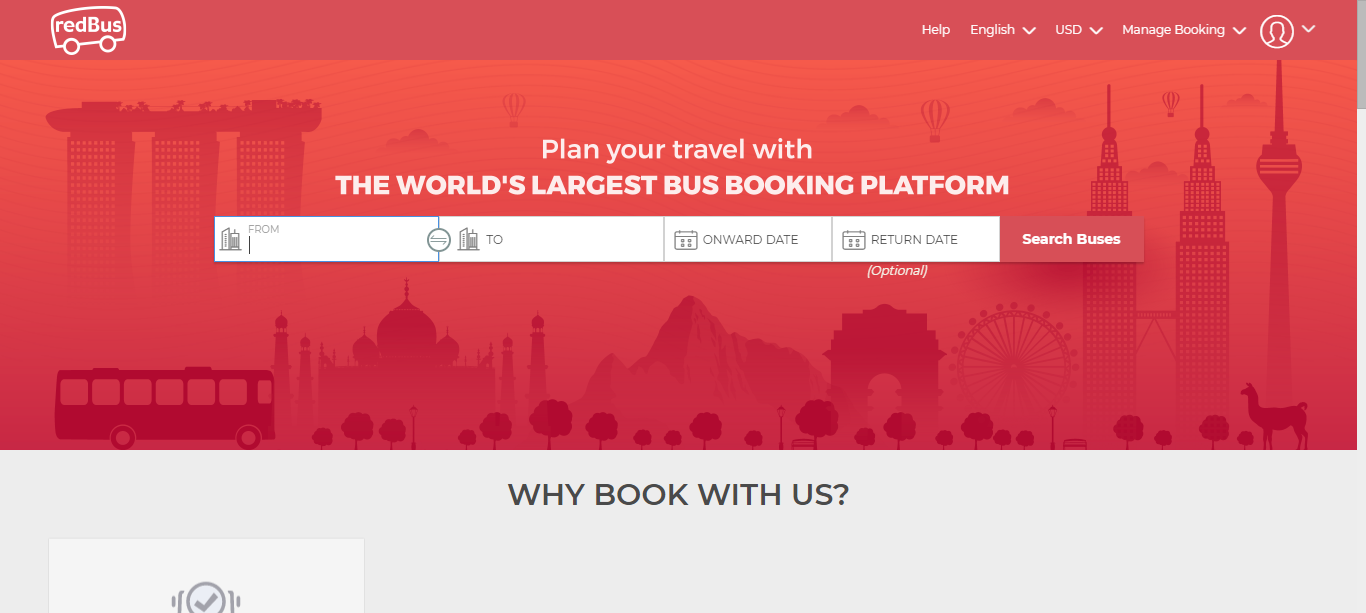 redBus
Help English USD Manage Booking
Plan your travel with
THE WORLD'S LARGEST BUS BOOKING PLATFORM
FROM
TO
ONWARD DATE
RETURN DATE
Search Buses
(Optional)
WHY BOOK WITH US?